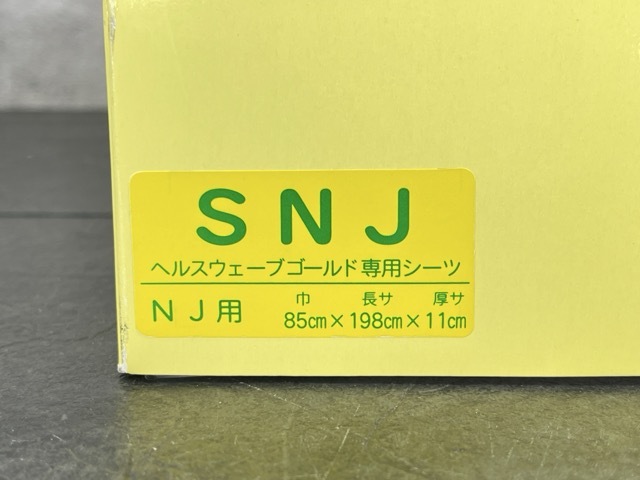 SNJ
ヘルスウェーブゴールド専用シーツ
NJ用
巾 長サ 厚サ
85㎝×198㎝×11㎝